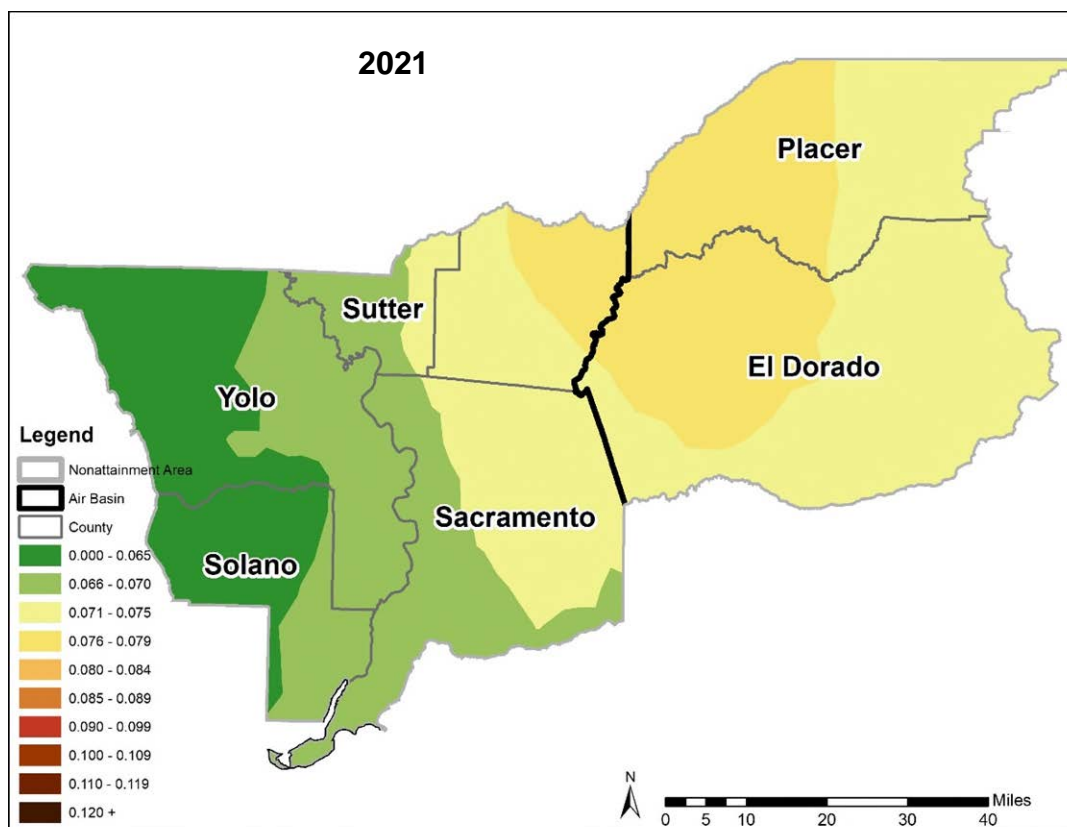 2021
Placer
Sutter
El Dorado
Yolo
Sacramento
Solano
Legend
Nonattainment Area
Air Basin
County
0.000 - 0.065
0.066 - 0.070
0.071 - 0.075
0.076 - 0.079
0.080 - 0.084
0.085 - 0.089
0.090 - 0.099
0.100 - 0.109
0.110 - 0.119
0.120 +
N
Miles
0 5 10 20 30 40